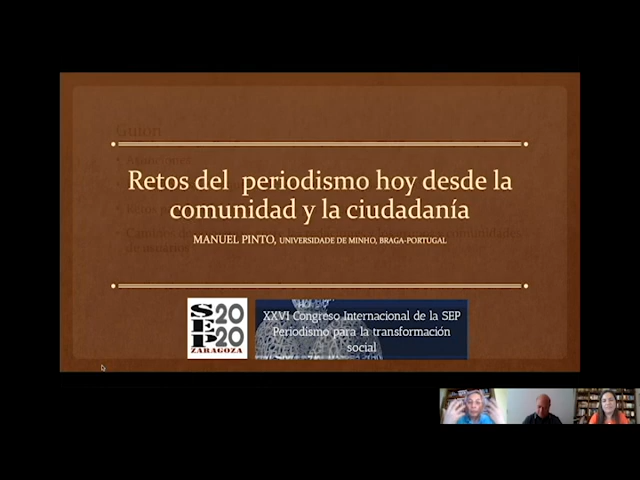 Guion
Retos del periodismo hoy desde la
comunidad y la ciudadanía
MANUEL PINTO, UNIVERSIDADE DE MINHO, BRAGA-PORTUGAL
SEP 2020
ZARAGOZA
XXVI Congreso Internacional de la SEP
Periodismo para la transformación
social